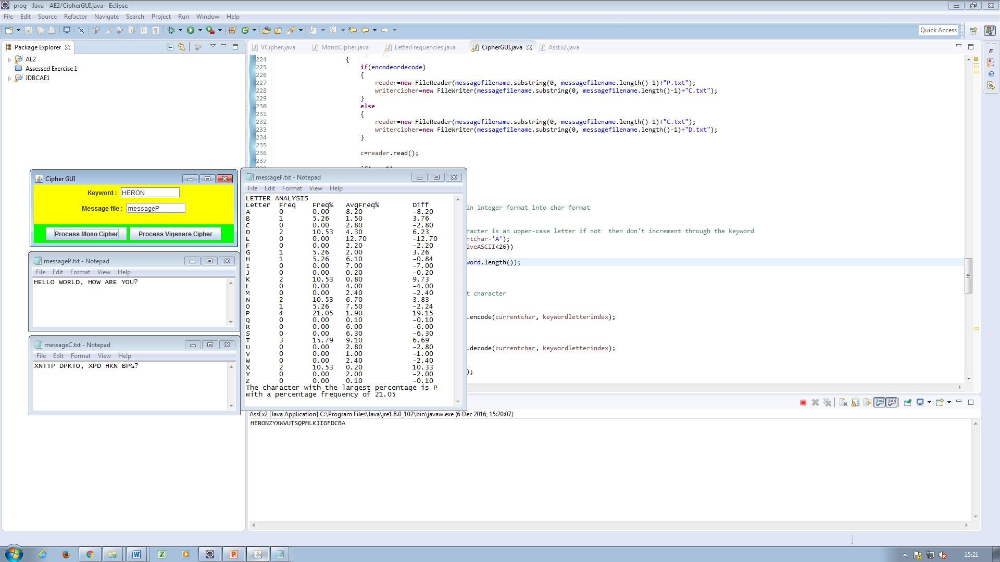 prog - Java - AE2/CipherGUI.java - Eclipse
File Edit Source Refactor Navigate Search Project Run Window Help
Quick Access
Package Explorer
AE2
Assessed Exercise 1
JDBCAE1
VCipher.java MonoCipher.java LetterFrequencies.java CipherGUI.java AssEx2.java
224 {
225 if(encodeordecode)
226 {
227 reader=new FileReader(messagefilename.substring(0, messagefilename.length()-1)+"P.txt");
228 writercipher=new FileWriter(messagefilename.substring(0, messagefilename.length()-1)+"C.txt");
229 }
230 else
231 {
232 reader=new FileReader(messagefilename.substring(0, messagefilename.length()-1)+"C.txt");
233 writercipher=new FileWriter(messagefilename.substring(0, messagefilename.length()-1)+"D.txt");
234 }
235
236 c=reader.read();
237
in integer format into char format
racter is an upper-case letter if not then don't increment through the keyword
ntchar-'A');
iveASCII<26))
word.length());
t character
.encode(currentchar, keywordletterindex);
.decode(currentchar, keywordletterindex);
);
Cipher GUI
Keyword : HERON
Message file : messageP
Process Mono Cipher Process Vigenere Cipher
messageP.txt - Notepad
File Edit Format View Help
HELLO WORLD, HOW ARE YOU?
messageC.txt - Notepad
File Edit Format View Help
XNTTP DPKTO, XPD HKN BPG?
messageF.txt - Notepad
File Edit Format View Help
LETTER ANALYSIS
Letter Freq Freq% AvgFreq% Diff
A 0 0.00 8.20 -8.20
B 1 5.26 1.50 3.76
C 0 0.00 2.80 -2.80
D 2 10.53 4.30 6.23
E 0 0.00 12.70 -12.70
F 0 0.00 2.20 -2.20
G 1 5.26 2.00 3.26
H 1 5.26 6.10 -0.84
I 0 0.00 7.00 -7.00
J 0 0.00 0.20 -0.20
K 2 10.53 0.80 9.73
L 0 0.00 4.00 -4.00
M 0 0.00 2.40 -2.40
N 2 10.53 6.70 3.83
O 1 5.26 7.50 -2.24
P 4 21.05 1.90 19.15
Q 0 0.00 0.10 -0.10
R 0 0.00 6.00 -6.00
S 0 0.00 6.30 -6.30
T 3 15.79 9.10 6.69
U 0 0.00 2.80 -2.80
V 0 0.00 1.00 -1.00
W 0 0.00 2.40 -2.40
X 2 10.53 0.20 10.33
Y 0 0.00 2.00 -2.00
Z 0 0.00 0.10 -0.10
The character with the largest percentage is P
with a percentage frequency of 21.05
AssEx2 [Java Application] C:\Program Files\Java\jre1.8.0_102\bin\javaw.exe (6 Dec 2016, 15:20:07)
HERONZYXWVUTSQPMLKJIGFDCBA
15:21